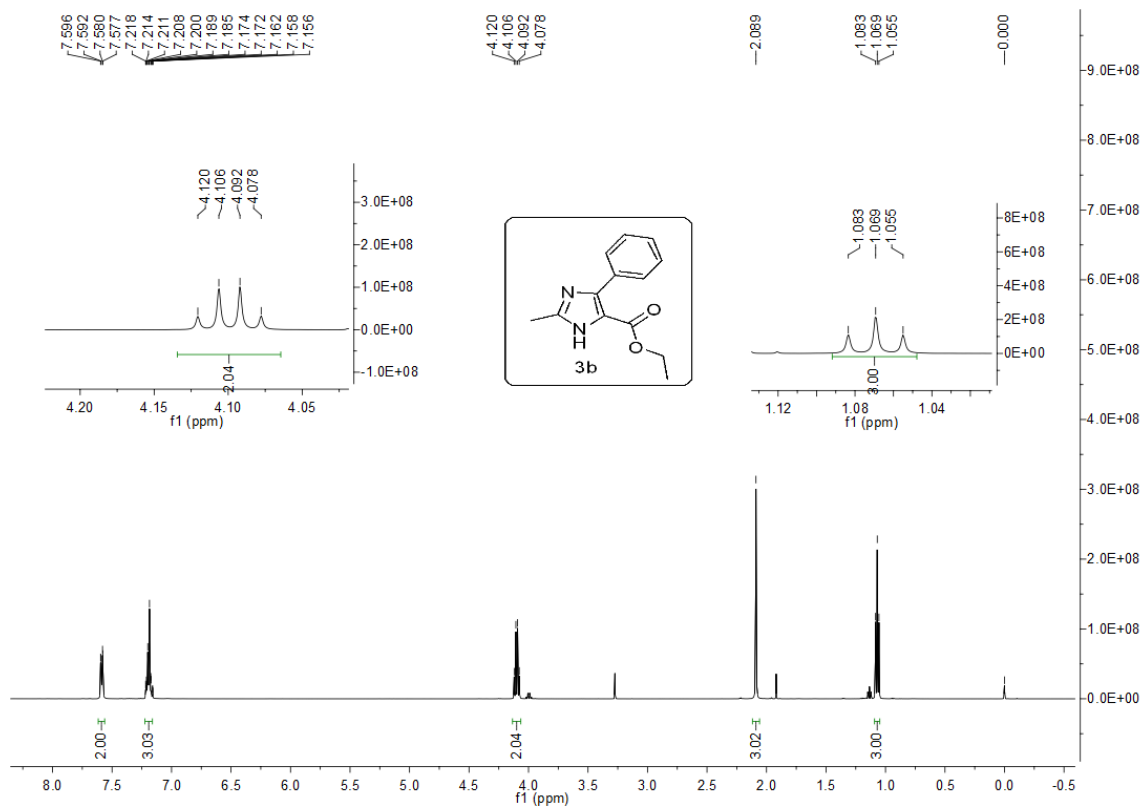 7.596
7.592
7.580
7.577
7.218
7.214
7.211
7.208
7.200
7.189
7.185
7.174
7.172
7.162
7.158
7.156
4.120
4.106
4.092
4.078
2.089
1.083
1.069
1.055
-0.000
9.0E+08
8.0E+08
7.0E+08
6.0E+08
5.0E+08
4.0E+08
3.0E+08
2.0E+08
1.0E+08
0.0E+00
4.120
4.106
4.092
4.078
3.0E+08
2.0E+08
1.0E+08
0.0E+00
-1.0E+08
2.04
4.20 4.15 4.10 4.05
f1 (ppm)
N
N
H
O
O
3b
1.083
1.069
1.055
8E+08
6E+08
4E+08
2E+08
0E+00
3.00
1.12 1.08 1.04
f1 (ppm)
2.00
3.03
2.04
3.02
3.00
8.0 7.5 7.0 6.5 6.0 5.5 5.0 4.5 4.0 3.5 3.0 2.5 2.0 1.5 1.0 0.5 0.0 -0.5
f1 (ppm)